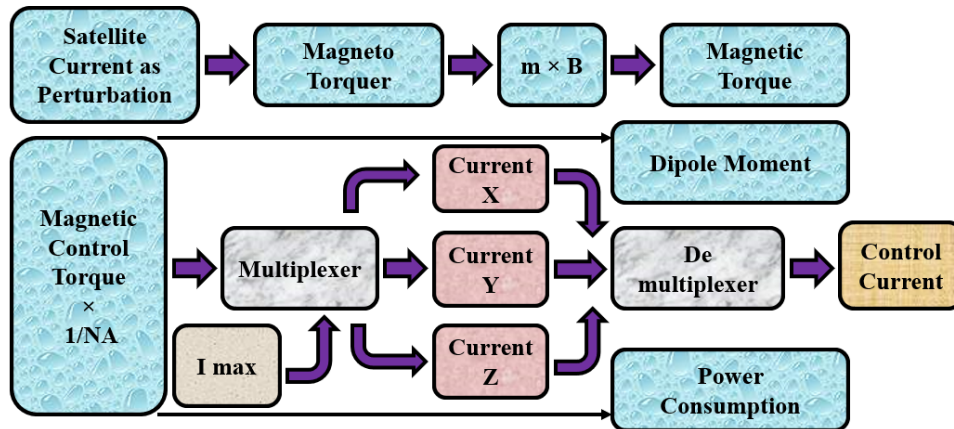 Satellite
Current as
Perturbation
Magneto
Torquer
m × B
Magnetic
Torque
Magnetic
Control
Torque
×
1/NA
Dipole Moment
Current
X
Multiplexer
Current
Y
De
multiplexer
Control
Current
I max
Current
Z
Power
Consumption